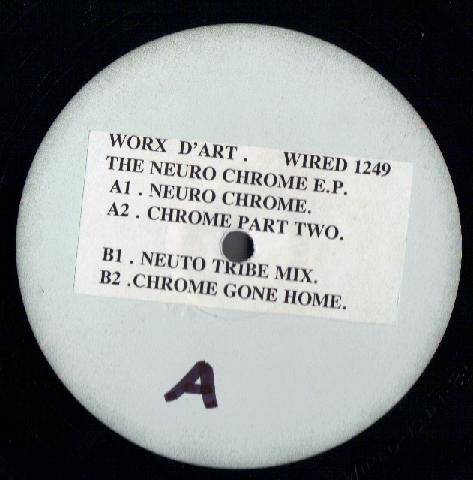 WORX D'ART . WIRED 1249
THE NEURO CHROME E.P.
A1 . NEURO CHROME.
A2 . CHROME PART TWO.
B1 . NEUTO TRIBE MIX.
B2 .CHROME GONE HOME.
A